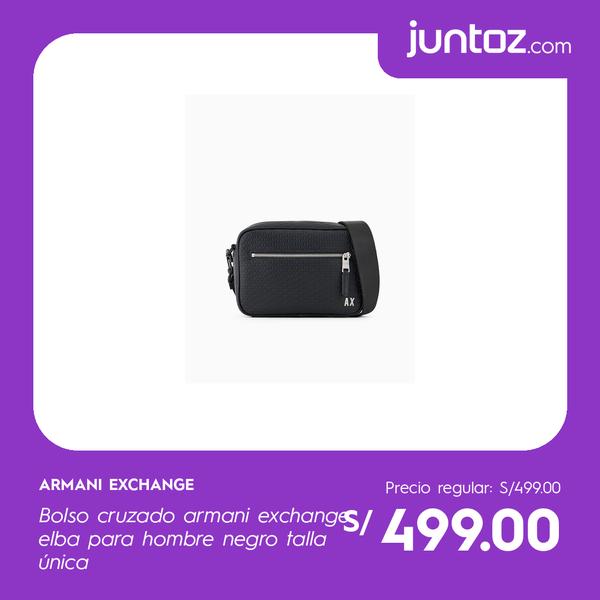 juntoz.com
AX
ARMANI EXCHANGE
Bolso cruzado armani exchange
elba para hombre negro talla
única
Precio regular: S/499.00
S/ 499.00